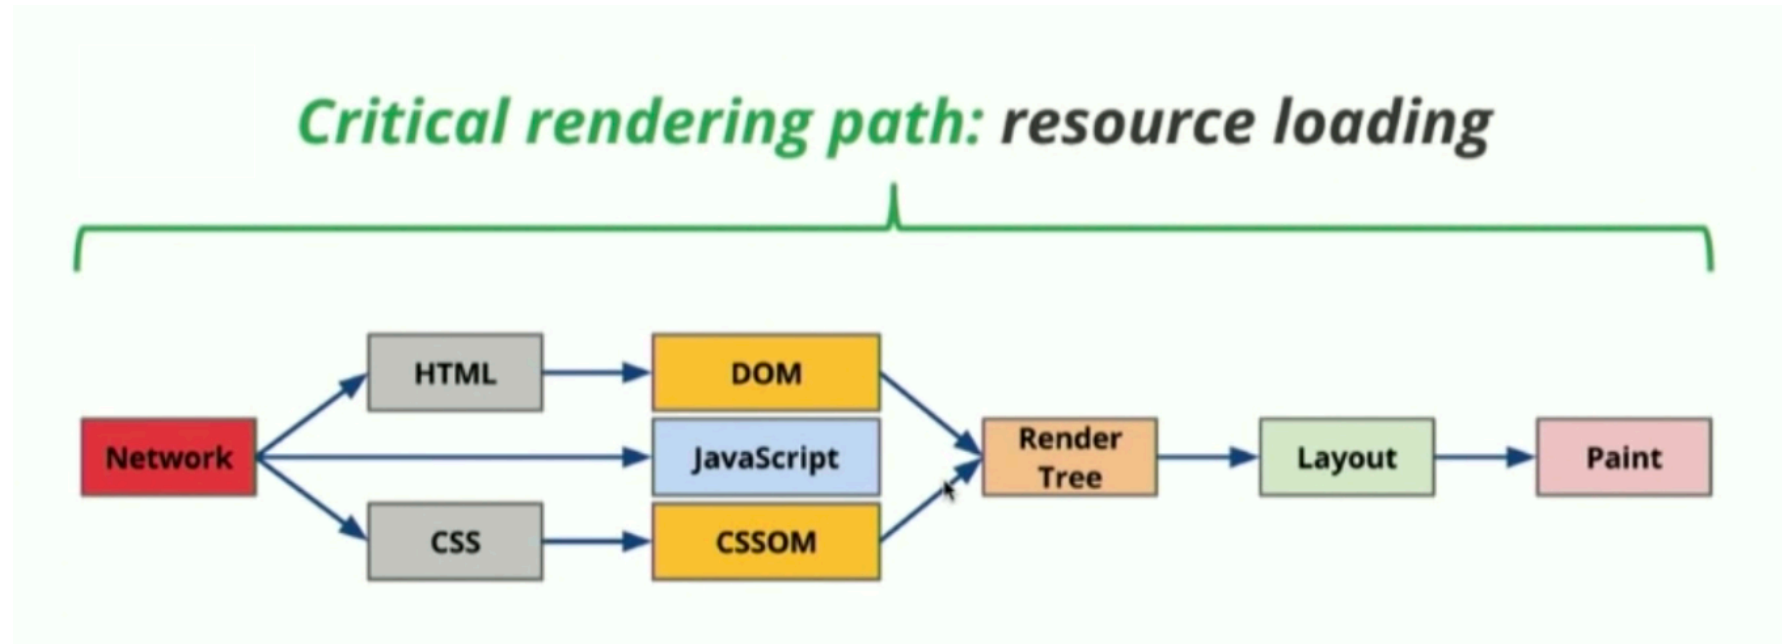 Critical rendering path: resource loading
HTML
DOM
Network
JavaScript
Render
Tree
Layout
Paint
CSS
CSSOM